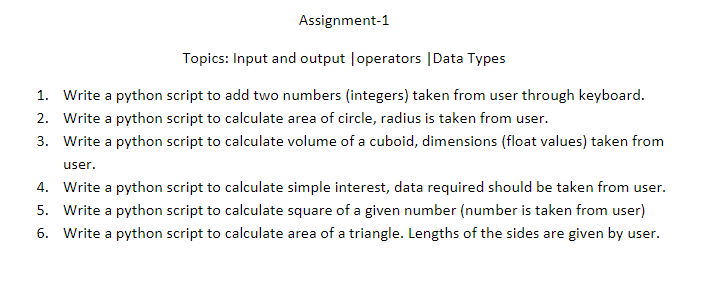 Assignment-1
Topics: Input and output |operators |Data Types
1. Write a python script to add two numbers (integers) taken from user through keyboard.
2. Write a python script to calculate area of circle, radius is taken from user.
3. Write a python script to calculate volume of a cuboid, dimensions (float values) taken from
user.
4. Write a python script to calculate simple interest, data required should be taken from user.
5. Write a python script to calculate square of a given number (number is taken from user)
6. Write a python script to calculate area of a triangle. Lengths of the sides are given by user.